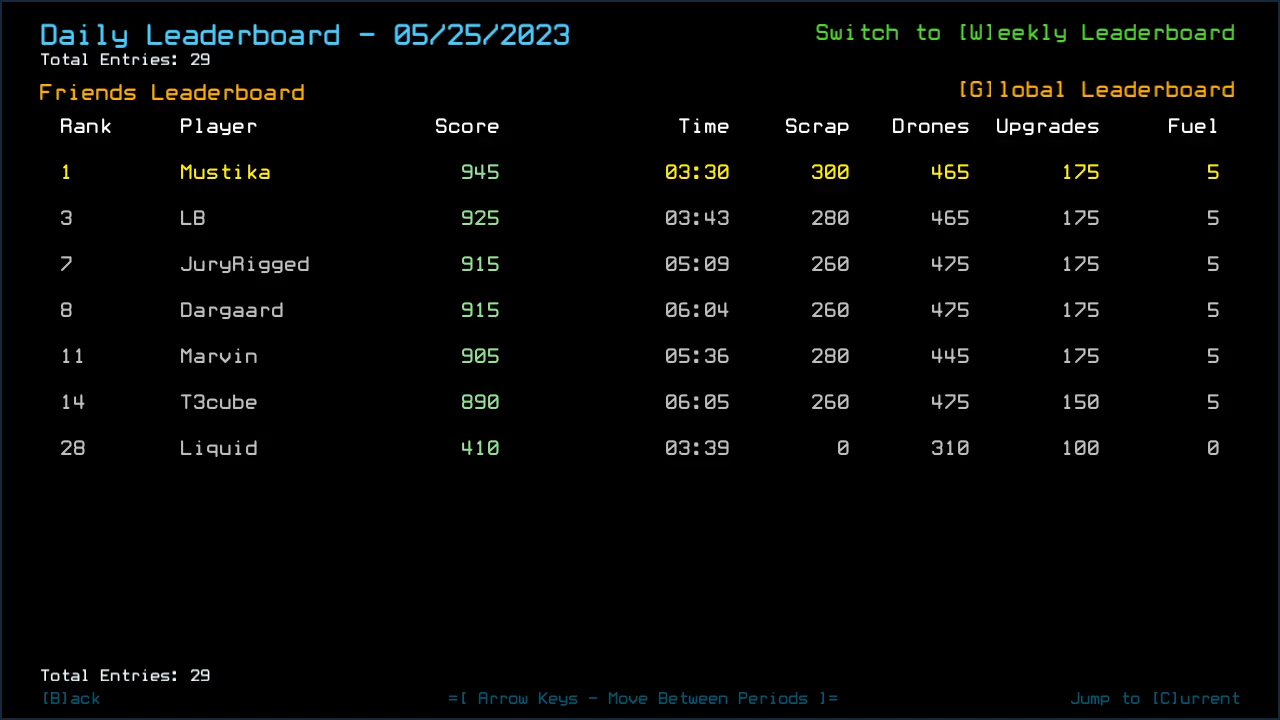 Daily Leaderboard - 05/25/2023 Switch to [W]eekly Leaderboard
Total Entries: 29
Friends Leaderboard [G]lobal Leaderboard
Rank Player Score Time Scrap Drones Upgrades Fuel
1 Mustika 945 03:30 300 465 175 5
3 LB 925 03:43 280 465 175 5
7 JuryRigged 915 05:09 260 475 175 5
8 Dargaard 915 06:04 260 475 175 5
11 Marvin 905 05:36 280 445 175 5
14 T3cube 890 06:05 260 475 150 5
28 Liquid 410 03:39 0 310 100 0
Total Entries: 29
[B]ack =[ Arrow Keys - Move Between Periods ]= Jump to [C]urrent